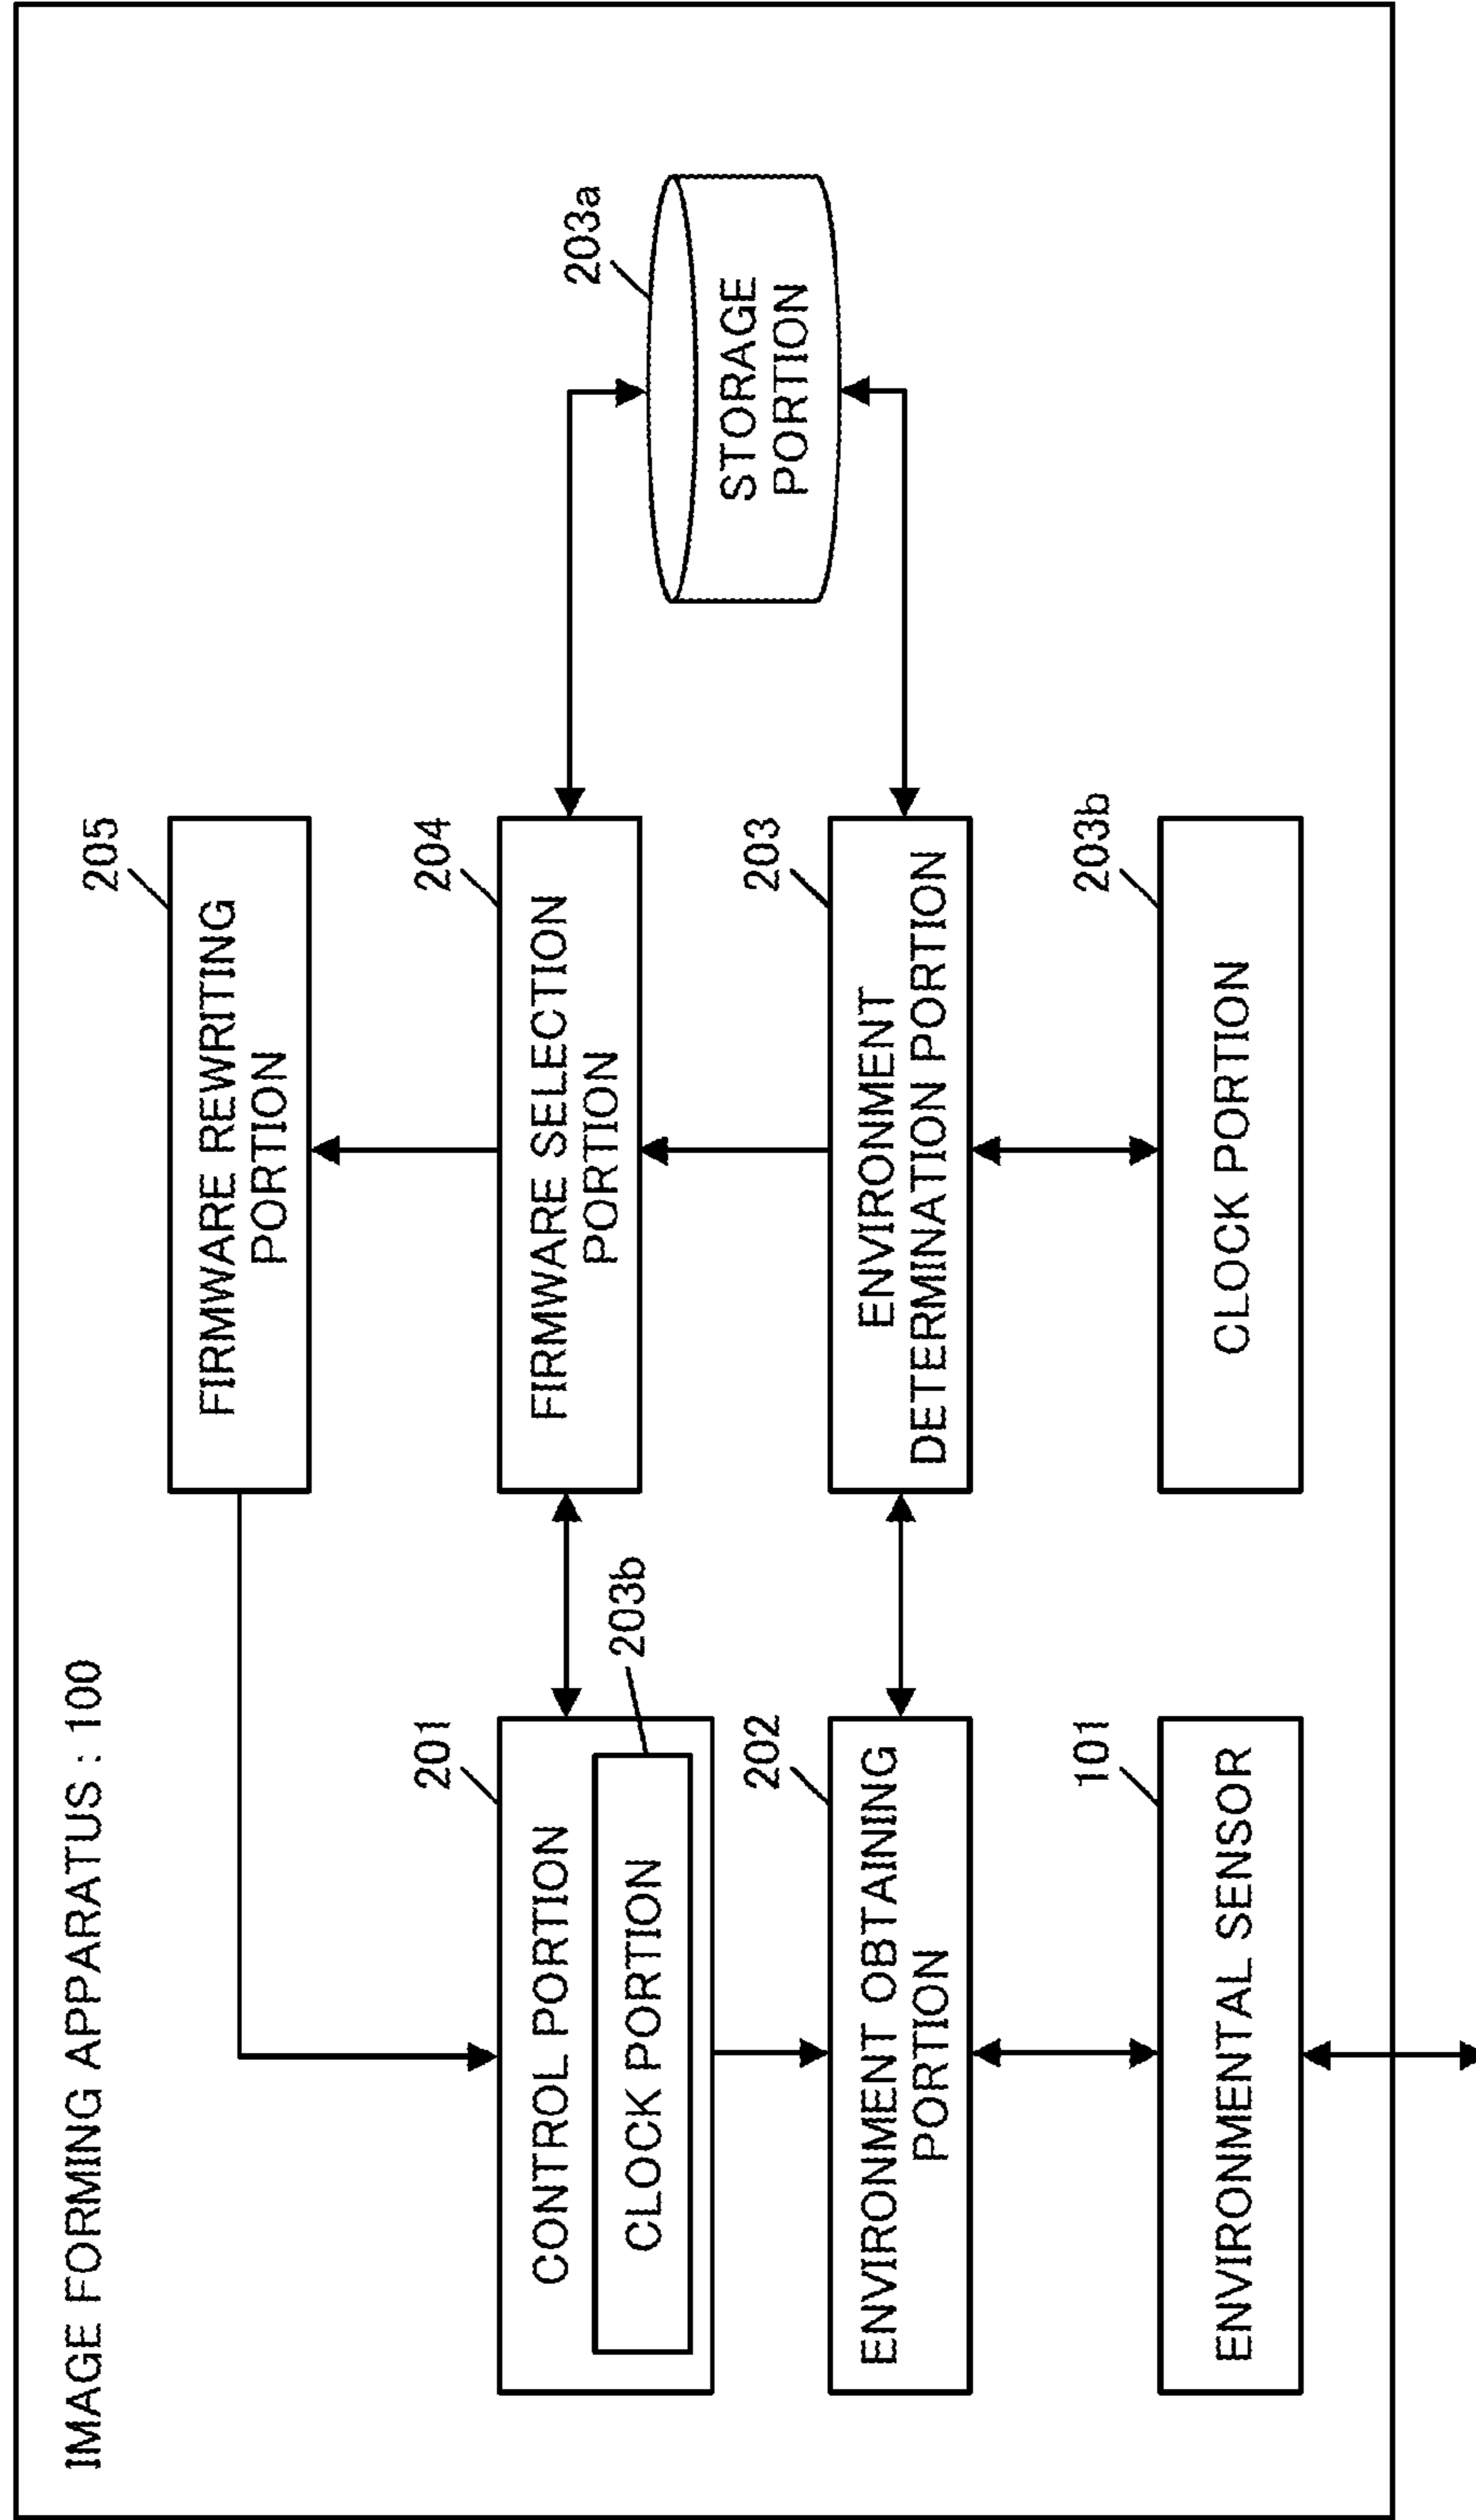 IMAGE FORMING APPARATUS : 100
205
FIRMWARE REWRITING
PORTION
201
CONTROL PORTION
203b
CLOCK PORTION
204
FIRMWARE SELECTION
PORTION
203a
STORAGE
PORTION
202
ENVIRONMENT OBTAINING
PORTION
203
ENVIRONMENT
DETERMINATION PORTION
101
ENVIRONMENTAL SENSOR
203b
CLOCK PORTION